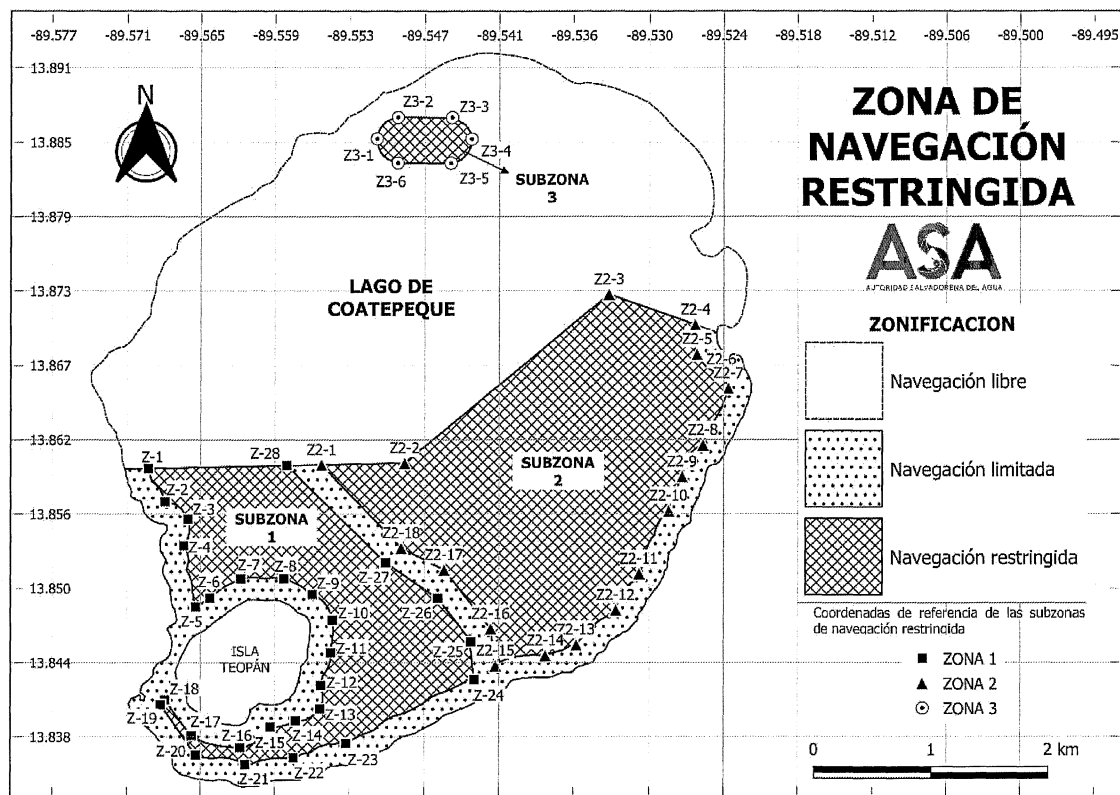 -89.577 -89.571 -89.565 -89.559 -89.553 -89.547 -89.541 -89.536 -89.530 -89.524 -89.518 -89.512 -89.506 -89.500 -89.495
13.891
13.885
13.879
13.873
13.867
13.862
13.856
13.850
13.844
13.838
N
ZONA DE
NAVEGACIÓN
RESTRINGIDA
ASA
AUTORIDAD SALVADOREÑA DEL AGUA
ZONIFICACION
Navegación libre
Navegación limitada
Navegación restringida
Coordenadas de referencia de las subzonas
de navegación restringida
ZONA 1
ZONA 2
ZONA 3
0 1 2 km
LAGO DE
COATEPEQUE
SUBZONA
3
SUBZONA
2
SUBZONA
1
ISLA
TEOPÁN
Z3-2
Z3-3
Z3-1
Z3-4
Z3-6
Z3-5
Z2-3
Z2-4
Z2-5
Z2-6
Z2-7
Z2-8
Z2-9
Z2-10
Z2-11
Z2-12
Z2-13
Z2-14
Z2-15
Z2-16
Z2-17
Z2-18
Z2-1
Z2-2
Z-1
Z-2
Z-3
Z-4
Z-5
Z-6
Z-7
Z-8
Z-9
Z-10
Z-11
Z-12
Z-13
Z-14
Z-15
Z-16
Z-17
Z-18
Z-19
Z-20
Z-21
Z-22
Z-23
Z-24
Z-25
Z-26
Z-27
Z-28